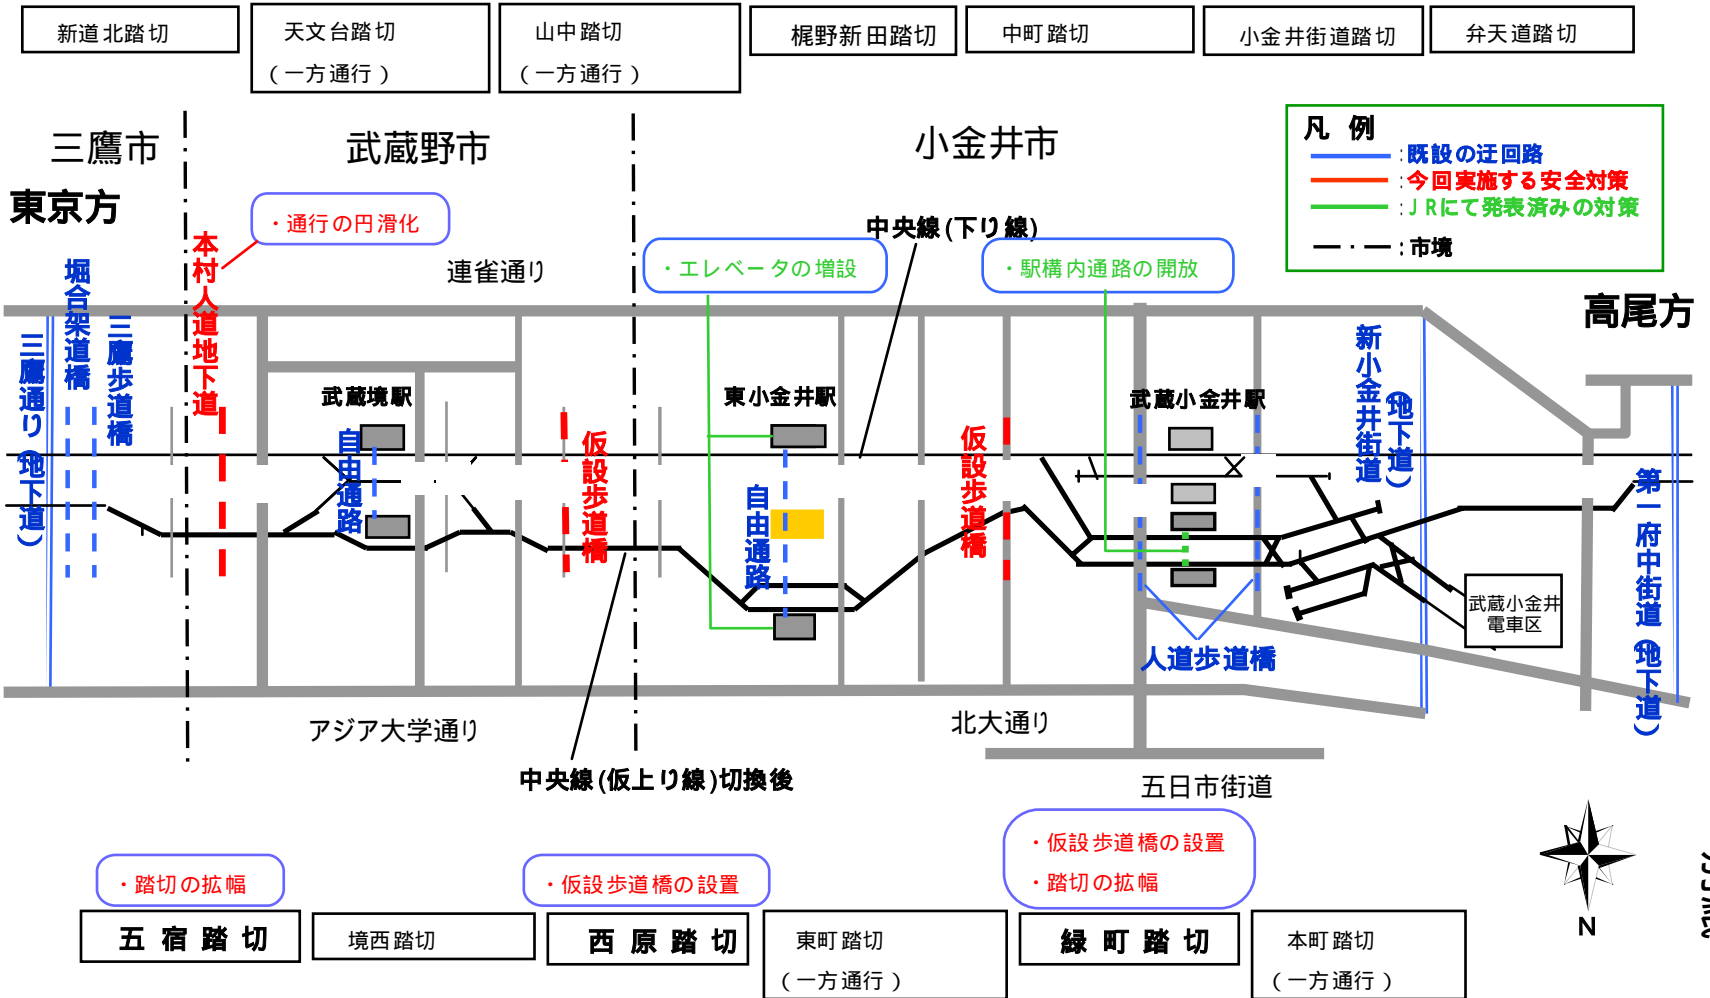 新道北踏切
天文台踏切
(一方通行)
山中踏切
(一方通行)
梶野新田踏切
中町踏切
小金井街道踏切
弁天道踏切
三鷹市
武蔵野市
小金井市
凡 例
:既設の迂回路
:今回実施する安全対策
:JRにて発表済みの対策
:市境
東京方
高尾方
・通行の円滑化
本村人道地下道
連雀通り
・エレベータの増設
中央線(下り線)
・駅構内通路の開放
三鷹通り(地下道)
堀合架道橋
三鷹歩道橋
武蔵境駅
自由通路
仮設歩道橋
東小金井駅
自由通路
仮設歩道橋
武蔵小金井駅
新小金井街道
(地下道)
第一府中街道(地下道)
武蔵小金井
電車区
人道歩道橋
アジア大学通り
北大通り
中央線(仮上り線)切換後
五日市街道
・踏切の拡幅
・仮設歩道橋の設置
・仮設歩道橋の設置
・踏切の拡幅
五宿踏切
境西踏切
西原踏切
東町踏切
(一方通行)
緑町踏切
本町踏切
(一方通行)
N